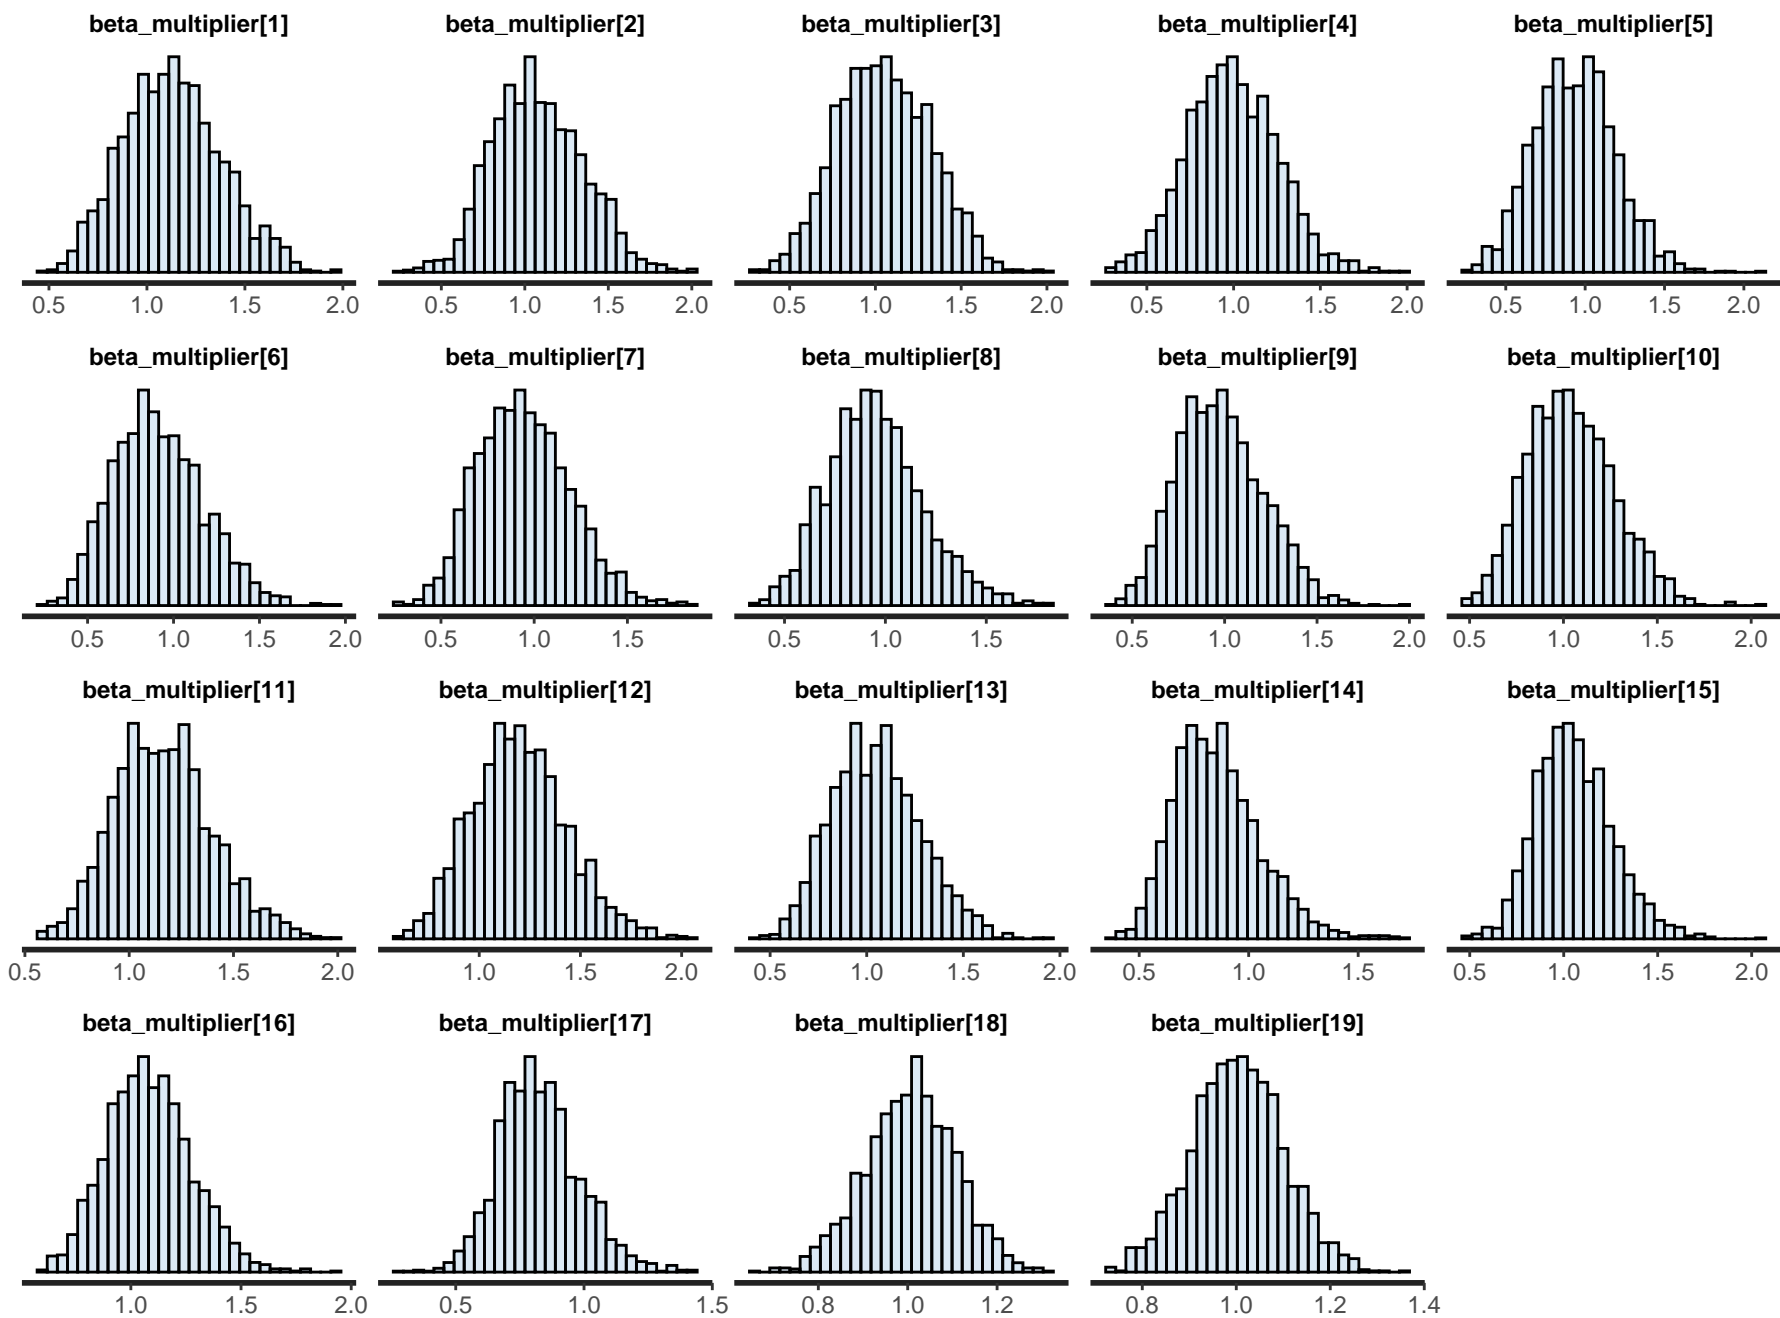 beta_multiplier[1] beta_multiplier[2] beta_multiplier[3] beta_multiplier[4] beta_multiplier[5]
0.5 1.0 1.5 2.0 0.5 1.0 1.5 2.0 0.5 1.0 1.5 2.0 0.5 1.0 1.5 2.0 0.5 1.0 1.5 2.0
beta_multiplier[6] beta_multiplier[7] beta_multiplier[8] beta_multiplier[9] beta_multiplier[10]
0.5 1.0 1.5 2.0 0.5 1.0 1.5 0.5 1.0 1.5 0.5 1.0 1.5 2.0 0.5 1.0 1.5 2.0
beta_multiplier[11] beta_multiplier[12] beta_multiplier[13] beta_multiplier[14] beta_multiplier[15]
0.5 1.0 1.5 2.0 1.0 1.5 2.0 0.5 1.0 1.5 2.0 0.5 1.0 1.5 0.5 1.0 1.5 2.0
beta_multiplier[16] beta_multiplier[17] beta_multiplier[18] beta_multiplier[19]
1.0 1.5 2.0 0.5 1.0 1.5 0.8 1.0 1.2 0.8 1.0 1.2 1.4